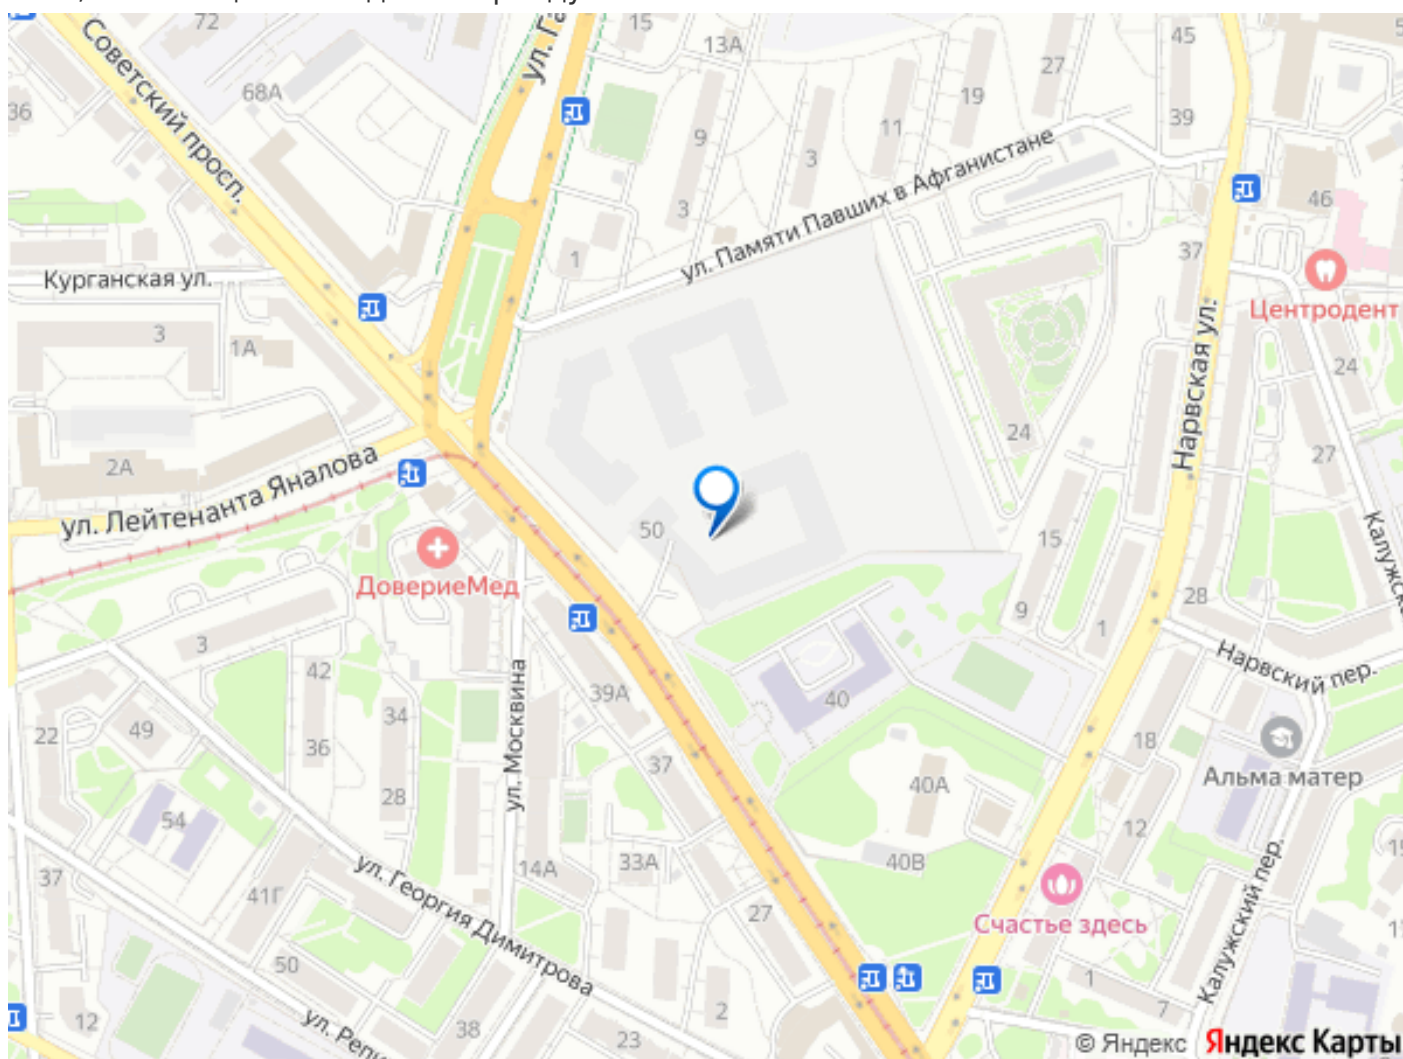 72
15
13А
27
45
ул. Га
Советский просп.
68А
36
9
3
11
19
39
3
ул. Памяти Павших в Афганистане
46
1
37
Курганская ул.
Центродент
3
1А
24
Нарвская ул.
24
2А
27
ул. Лейтенанта Яналова
50
15
Калужск
ДовериеМед
28
9
1
3
42
39А
40
Нарвский пер.
22
49
34
36
ул. Москвина
37
18
Альма матер
28
40А
54
12
33А
40В
14А
37
41Г
ул. Георгия Димитрова
27
Счастье здесь
Калужский пер.
50
1
7
12
ул. Репи
38
23
2
© Яндекс Яндекс Карты